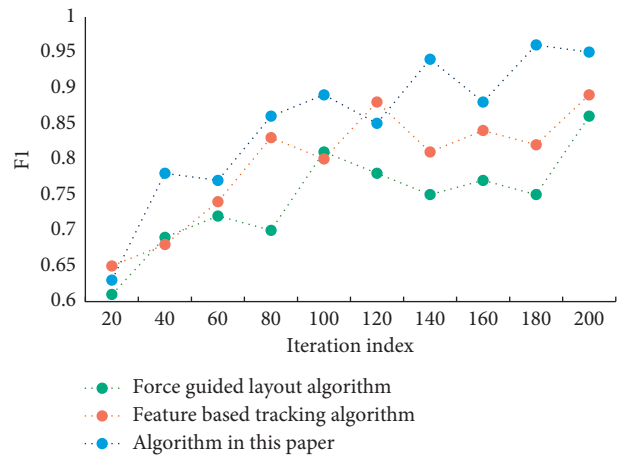 1
0.95
0.9
0.85
0.8
0.75
0.7
0.65
0.6
F1
20 40 60 80 100 120 140 160 180 200
Iteration index
Force guided layout algorithm
Feature based tracking algorithm
Algorithm in this paper